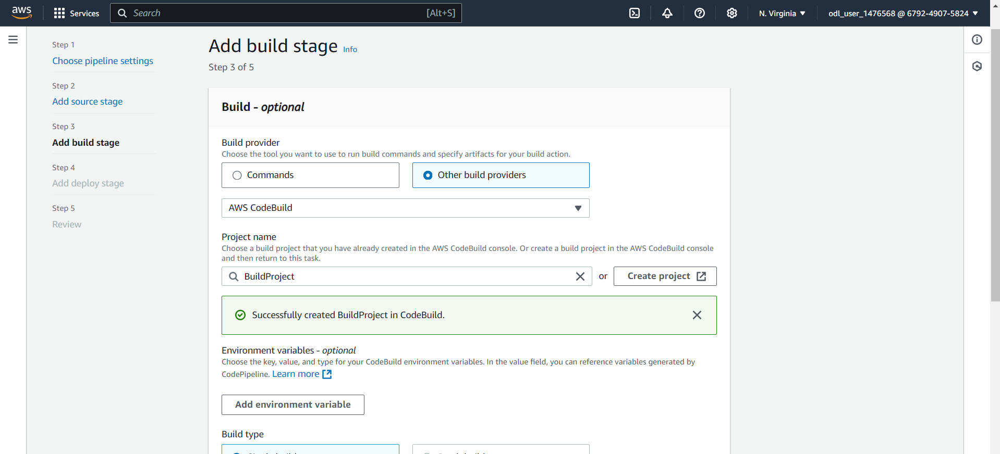 aws
Services
Search
[Alt+S]
N. Virginia
odl_user_1476568 @ 6792-4907-5824
Step 1
Choose pipeline settings
Step 2
Add source stage
Step 3
Add build stage
Step 4
Add deploy stage
Step 5
Review
Add build stage Info
Step 3 of 5
Build - optional
Build provider
Choose the tool you want to use to run build commands and specify artifacts for your build action.
Commands
Other build providers
AWS CodeBuild
Project name
Choose a build project that you have already created in the AWS CodeBuild console. Or create a build project in the AWS CodeBuild console
and then return to this task.
BuildProject
or
Create project
Successfully created BuildProject in CodeBuild.
Environment variables - optional
Choose the key, value, and type for your CodeBuild environment variables. In the value field, you can reference variables generated by
CodePipeline. Learn more
Add environment variable
Build type